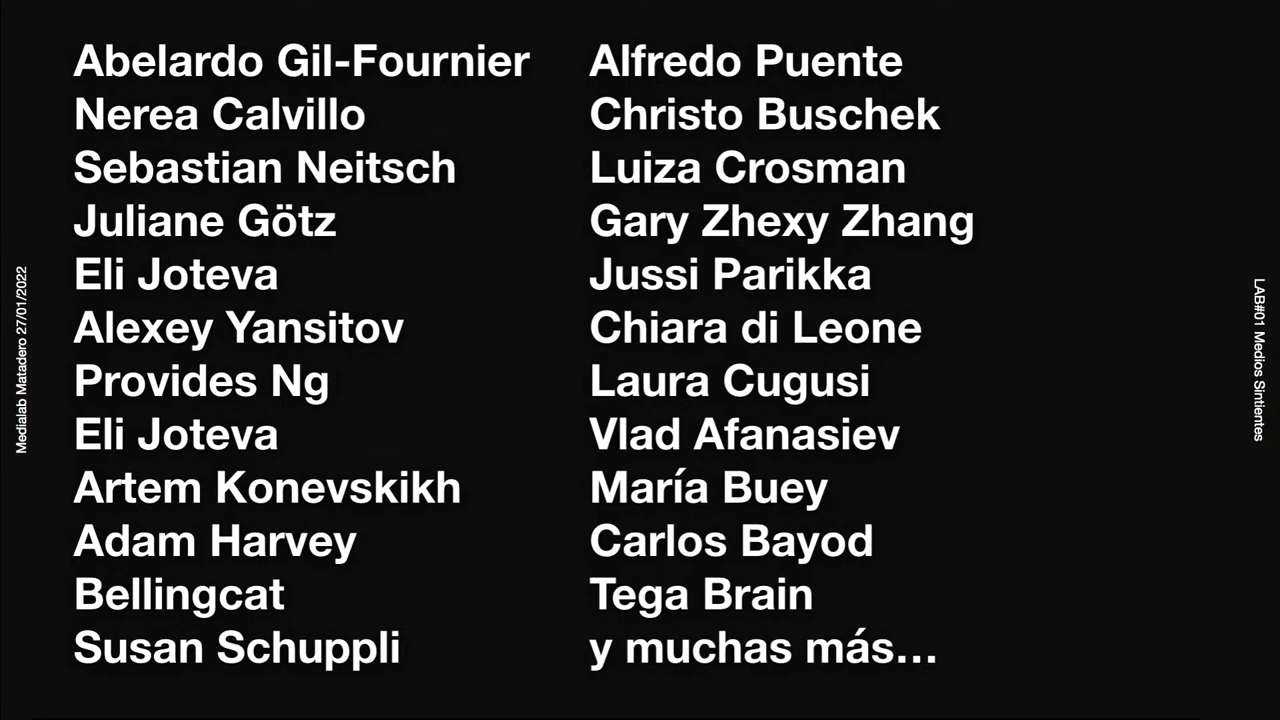 Abelardo Gil-Fournier
Nerea Calvillo
Sebastian Neitsch
Juliane Götz
Eli Joteva
Alexey Yansitov
Provides Ng
Eli Joteva
Artem Konevskikh
Adam Harvey
Bellingcat
Susan Schuppli
Alfredo Puente
Christo Buschek
Luiza Crosman
Gary Zhexy Zhang
Jussi Parikka
Chiara di Leone
Laura Cugusi
Vlad Afanasiev
María Buey
Carlos Bayod
Tega Brain
y muchas más...
Medialab Matadero 27/01/2022
LAB#01 Medios Sintientes